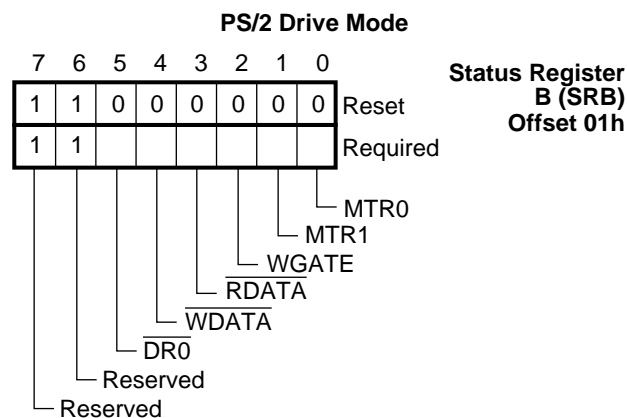 PS/2 Drive Mode
7 6 5 4 3 2 1 0
Status Register
B (SRB)
Offset 01h
1 1 0 0 0 0 0 0 Reset
1 1 Required
MTR0
MTR1
WGATE
RDATA
WDATA
DR0
Reserved
Reserved